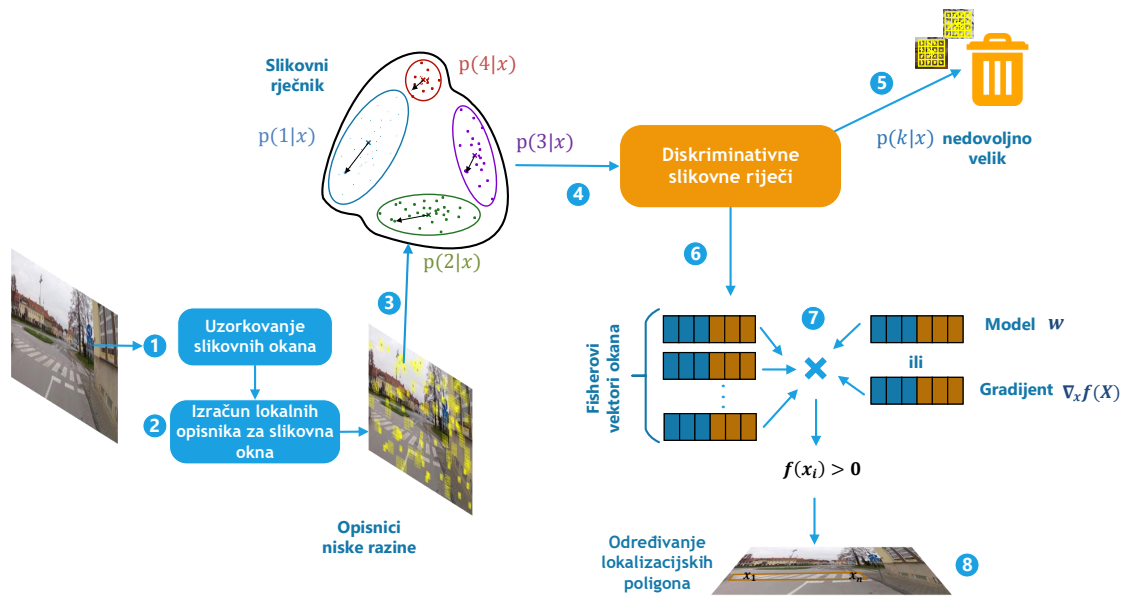 Slikovni
rječnik
p(4|x)
p(1|x)
p(3|x)
p(2|x)
4
Diskriminativne
slikovne riječi
5
p(k|x) nedovoljno
velik
1
Uzorkovanje
slikovnih okana
2
Izračun lokalnih
opisnika za slikovna
okna
3
Opisnici
niske razine
6
Fisherovi
vektori okana
7
Model w
ili
Gradijent ∇ₓf(X)
f(xᵢ) > 0
Određivanje
lokalizacijskih
poligona
x₁
xₙ
8